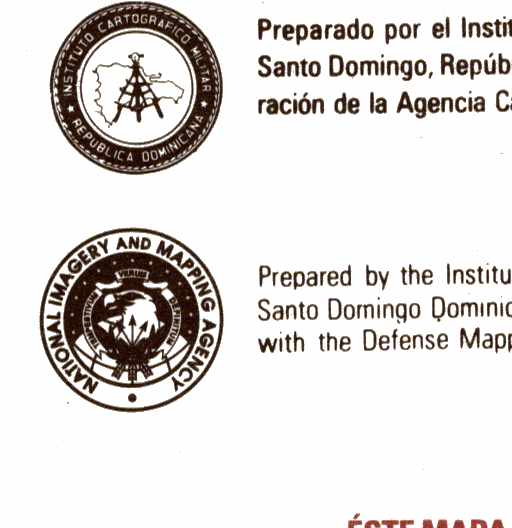 INSTITUTO CARTOGRAFICO MILITAR
REPUBLICA DOMINICANA
Preparado por el Instit
Santo Domingo, Repúb
ración de la Agencia Ca
NATIONAL IMAGERY AND MAPPING AGENCY
VERUM
Prepared by the Institu
Santo Domingo Dominic
with the Defense Mapp
ÉSTE MAPA